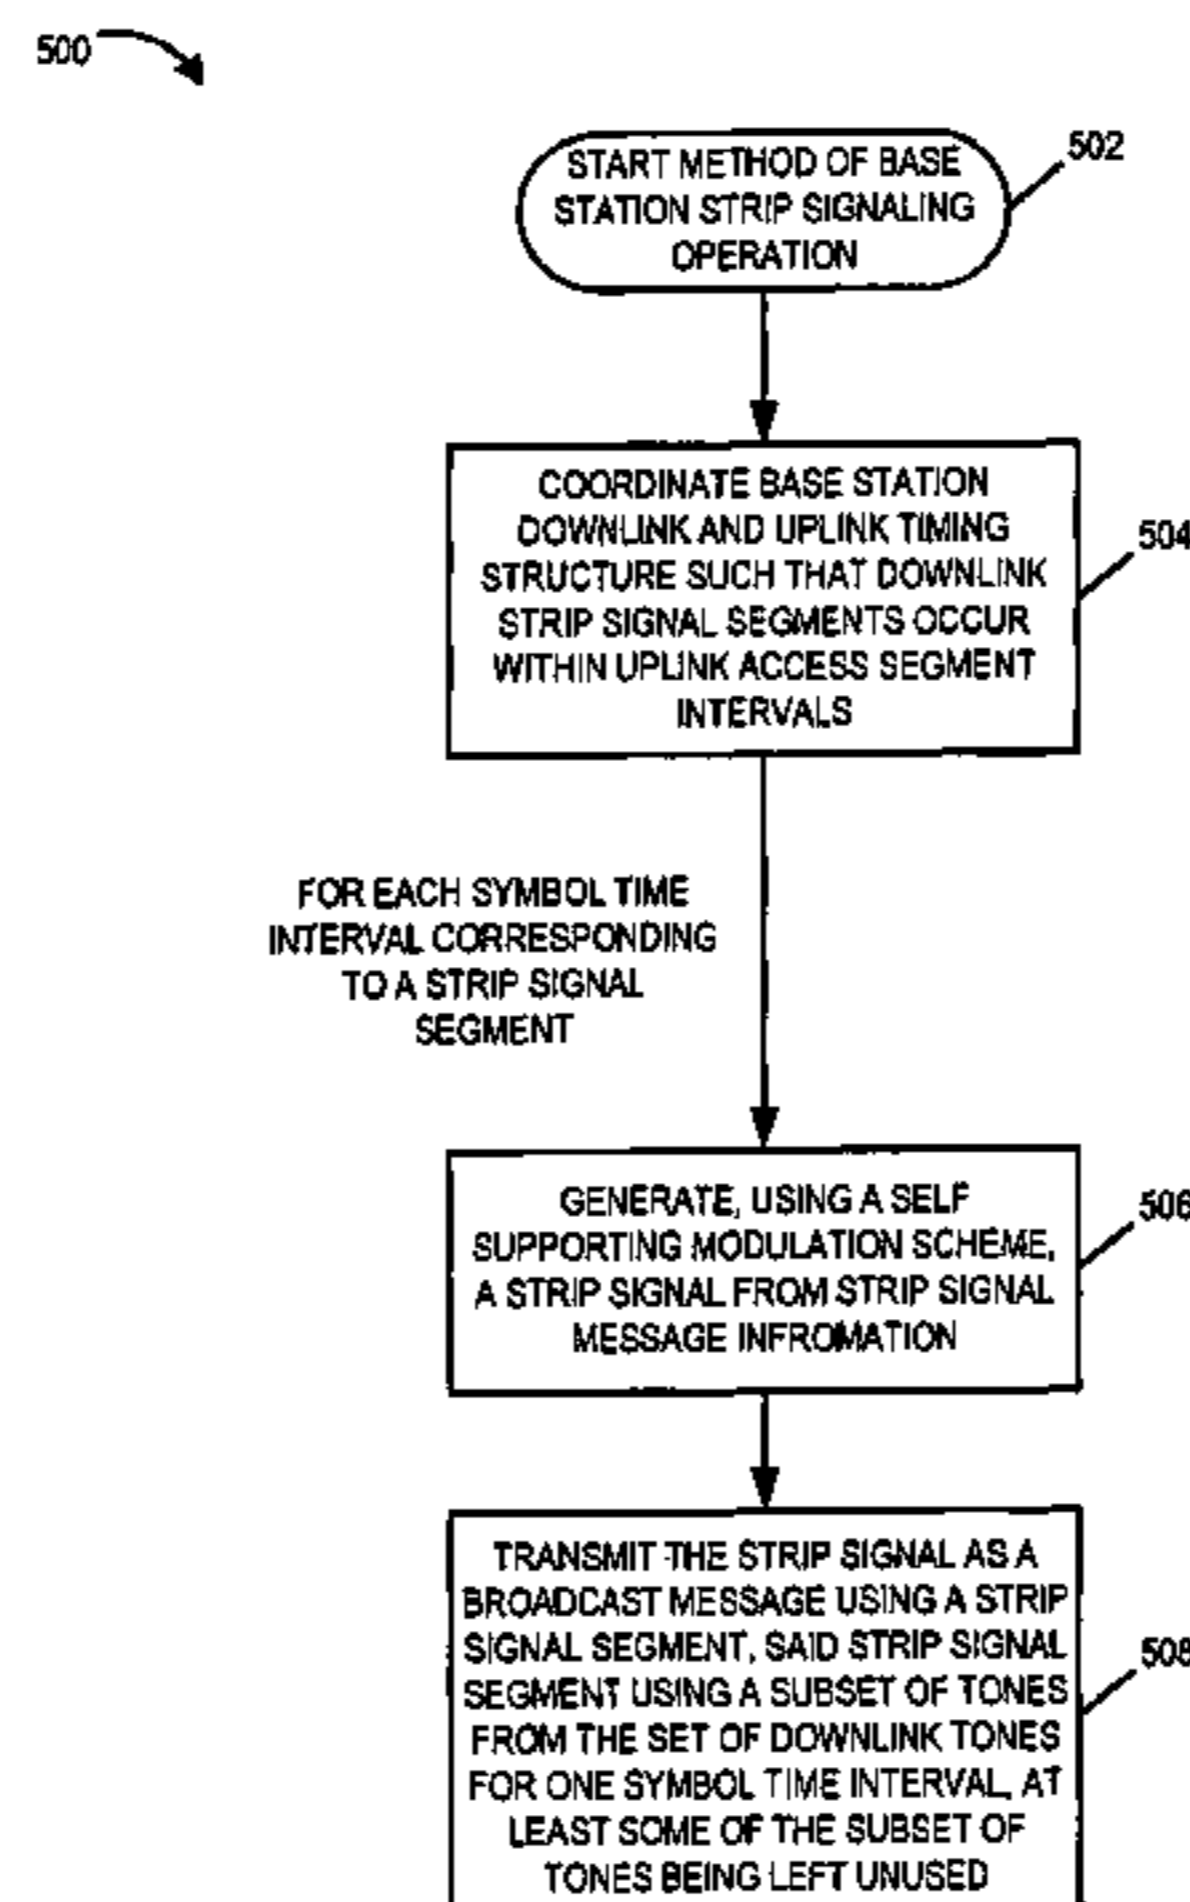 500
502
START METHOD OF BASE
STATION STRIP SIGNALING
OPERATION
504
COORDINATE BASE STATION
DOWNLINK AND UPLINK TIMING
STRUCTURE SUCH THAT DOWNLINK
STRIP SIGNAL SEGMENTS OCCUR
WITHIN UPLINK ACCESS SEGMENT
INTERVALS
FOR EACH SYMBOL TIME
INTERVAL CORRESPONDING
TO A STRIP SIGNAL
SEGMENT
506
GENERATE, USING A SELF
SUPPORTING MODULATION SCHEME,
A STRIP SIGNAL FROM STRIP SIGNAL
MESSAGE INFROMATION
508
TRANSMIT THE STRIP SIGNAL AS A
BROADCAST MESSAGE USING A STRIP
SIGNAL SEGMENT, SAID STRIP SIGNAL
SEGMENT USING A SUBSET OF TONES
FROM THE SET OF DOWNLINK TONES
FOR ONE SYMBOL TIME INTERVAL, AT
LEAST SOME OF THE SUBSET OF
TONES BEING LEFT UNUSED